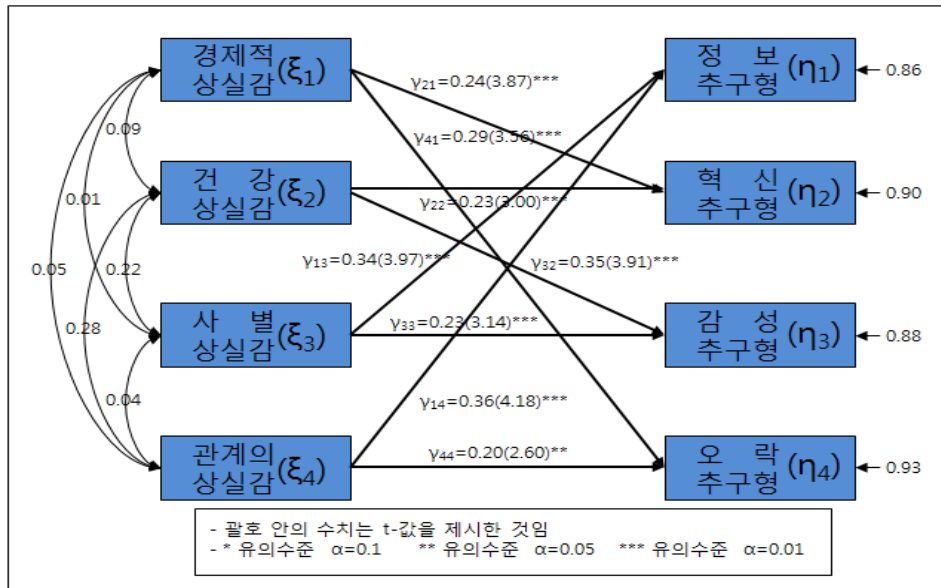 경제적
상실감(ξ1)
정 보
추구형(η1)
0.86
γ21=0.24(3.87)***
0.09
γ41=0.29(3.56)***
건 강
상실감(ξ2)
혁 신
추구형(η2)
0.90
0.01
γ22=0.23(3.00)***
0.05
0.22
γ13=0.34(3.97)***
γ32=0.35(3.91)***
0.28
γ33=0.23(3.14)***
사 별
상실감(ξ3)
감 성
추구형(η3)
0.88
0.04
γ14=0.36(4.18)***
γ44=0.20(2.60)**
관계의
상실감(ξ4)
오 락
추구형(η4)
0.93
- 괄호 안의 수치는 t-값을 제시한 것임
- * 유의수준 α=0.1 ** 유의수준 α=0.05 *** 유의수준 α=0.01